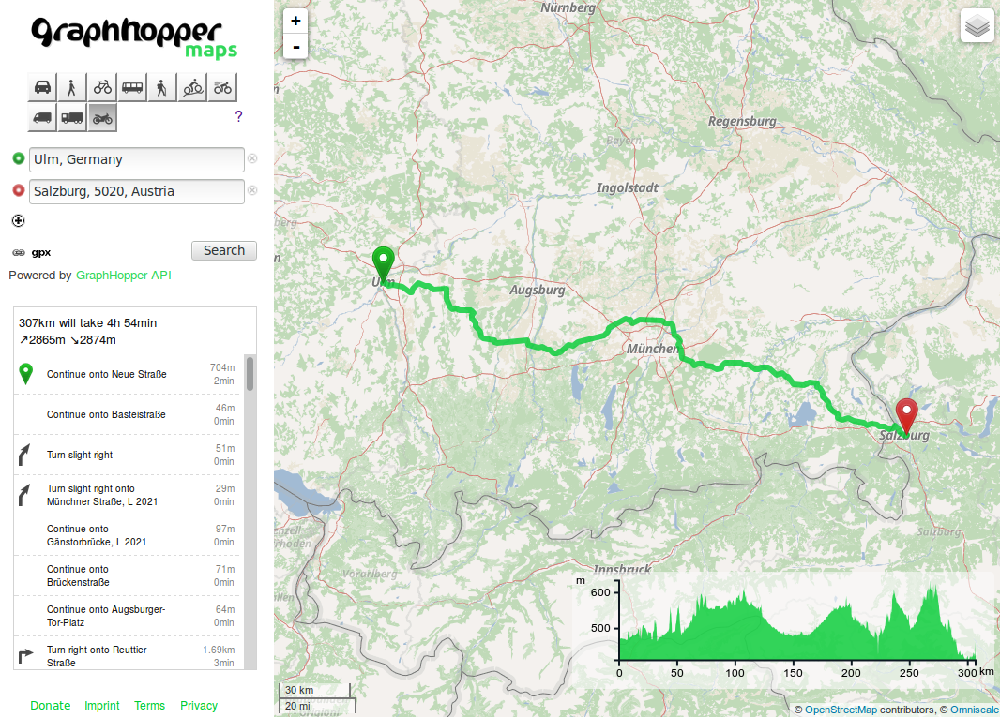 graphhopper
maps
?
Ulm, Germany
Salzburg, 5020, Austria
gpx
Search
Powered by GraphHopper API
307km will take 4h 54min
↗2865m ↘2874m
Continue onto Neue Straße
704m
2min
Continue onto Basteistraße
46m
0min
Turn slight right
51m
0min
Turn slight right onto
Münchner Straße, L 2021
29m
0min
Continue onto
Gänstorbrücke, L 2021
97m
0min
Continue onto
Brückenstraße
71m
0min
Continue onto Augsburger-
Tor-Platz
64m
0min
Turn right onto Reuttier
Straße
1.69km
3min
Donate Imprint Terms Privacy
+
-
Nürnberg
Regensburg
Bayern
Ingolstadt
berg
n
n
Ulm
Augsburg
München
Salzburg
enzell
rhoden
Salzburg
Vorarlberg
Innsbruck
llen
m
600
500
0 50 100 150 200 250 300 km
30 km
20 mi
© OpenStreetMap contributors, © Omniscale